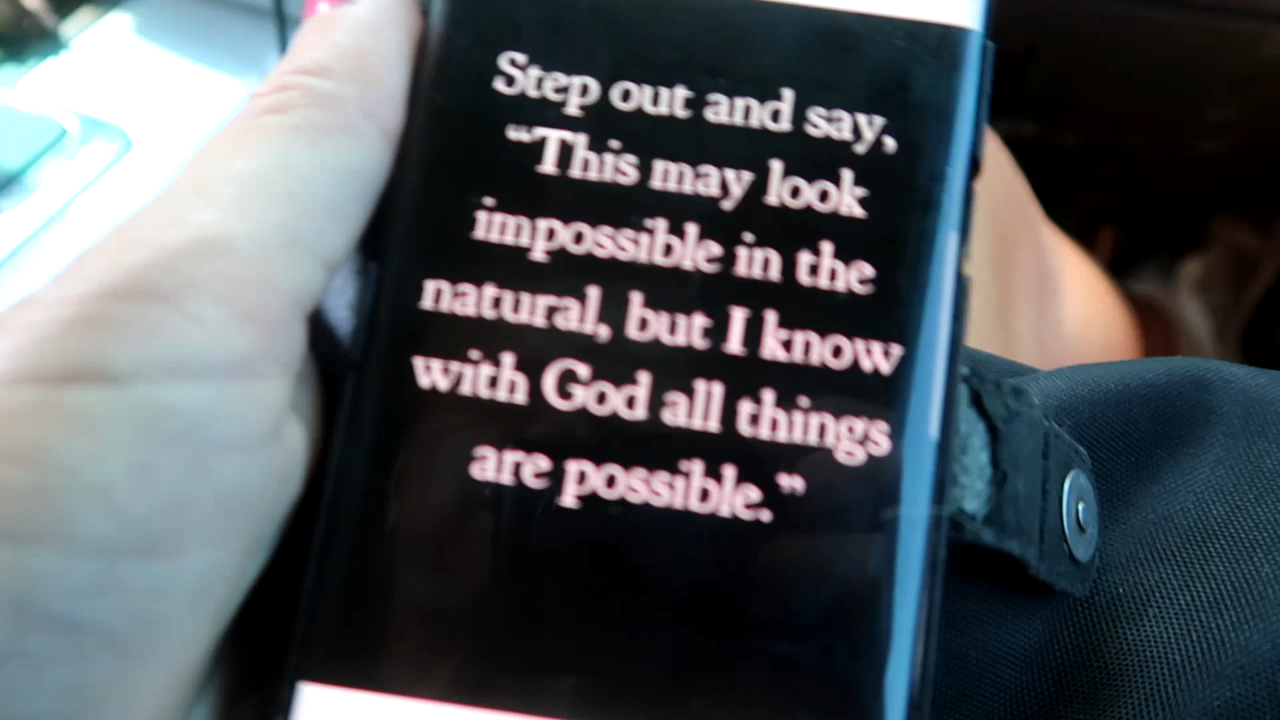 Step out and say,
“This may look
impossible in the
natural, but I know
with God all things
are possible.”